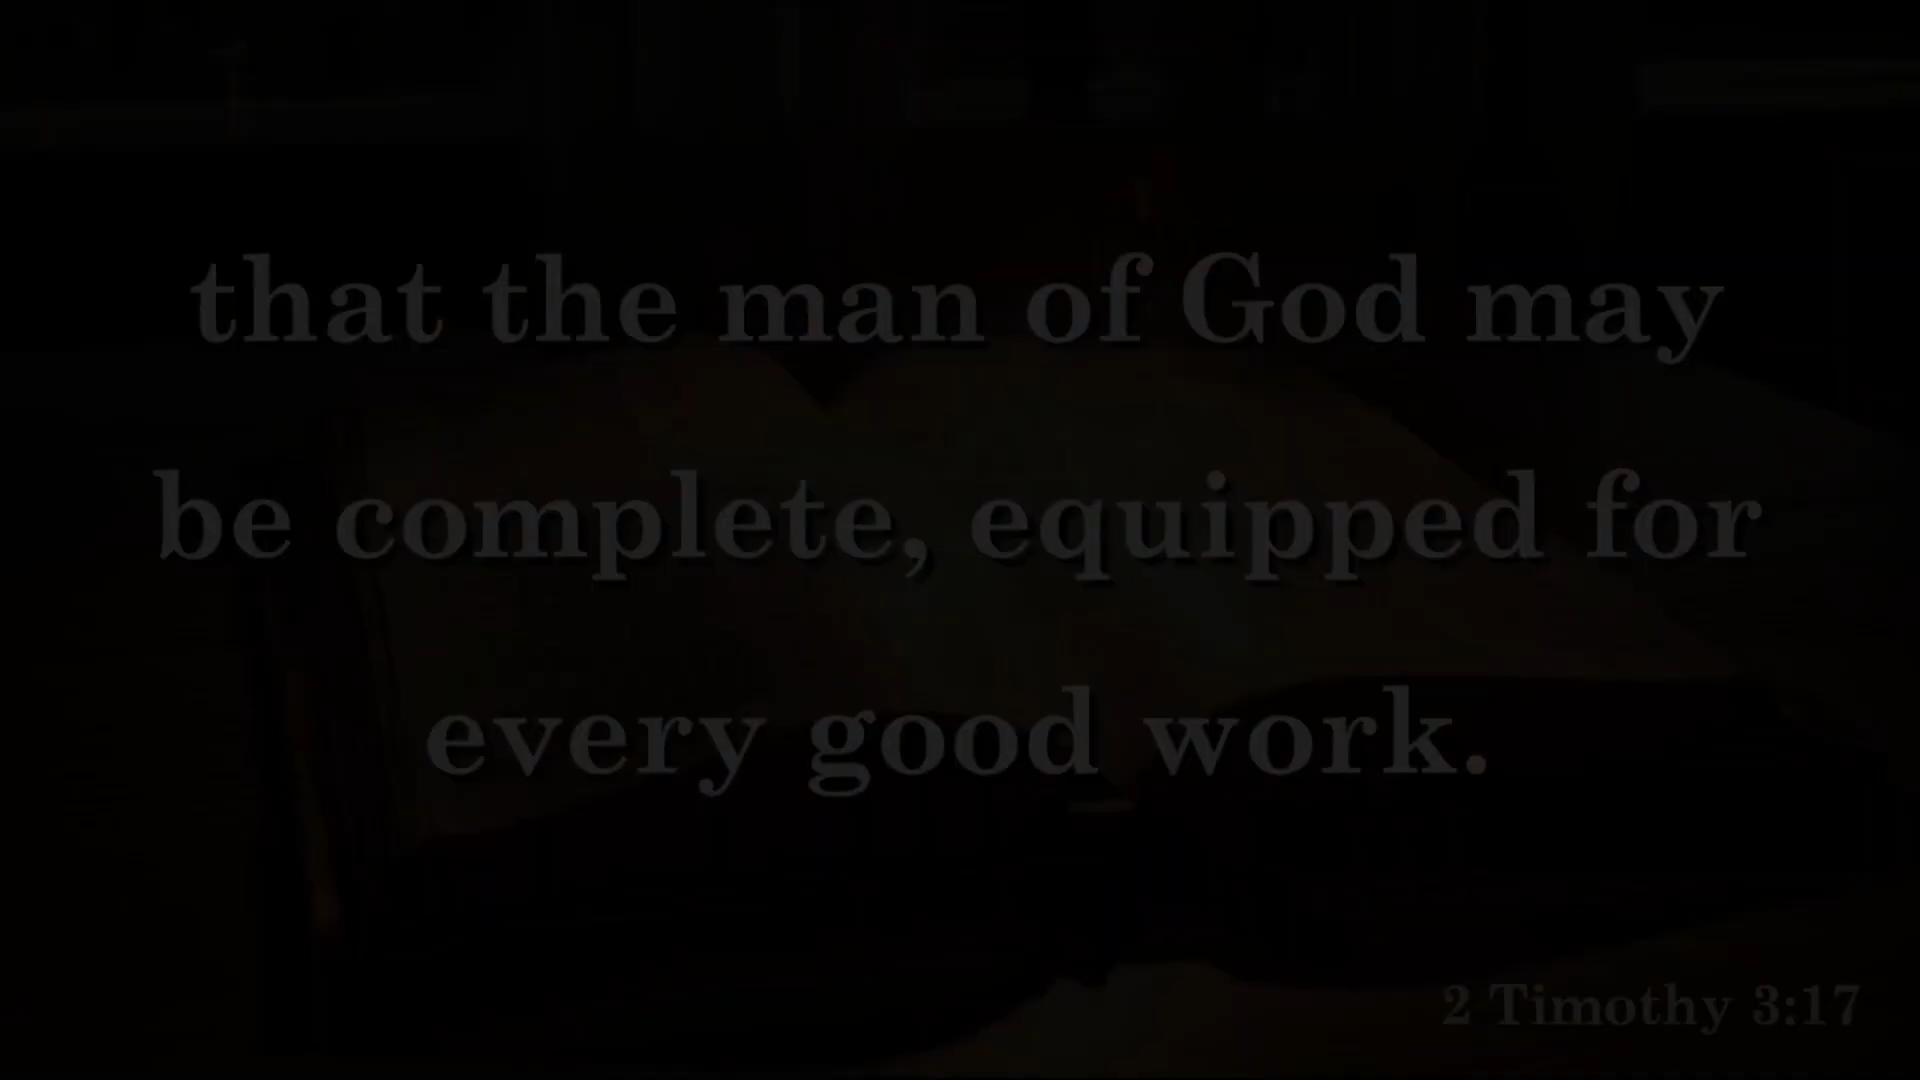 that the man of God may
be complete, equipped for
every good work.
2 Timothy 3:17